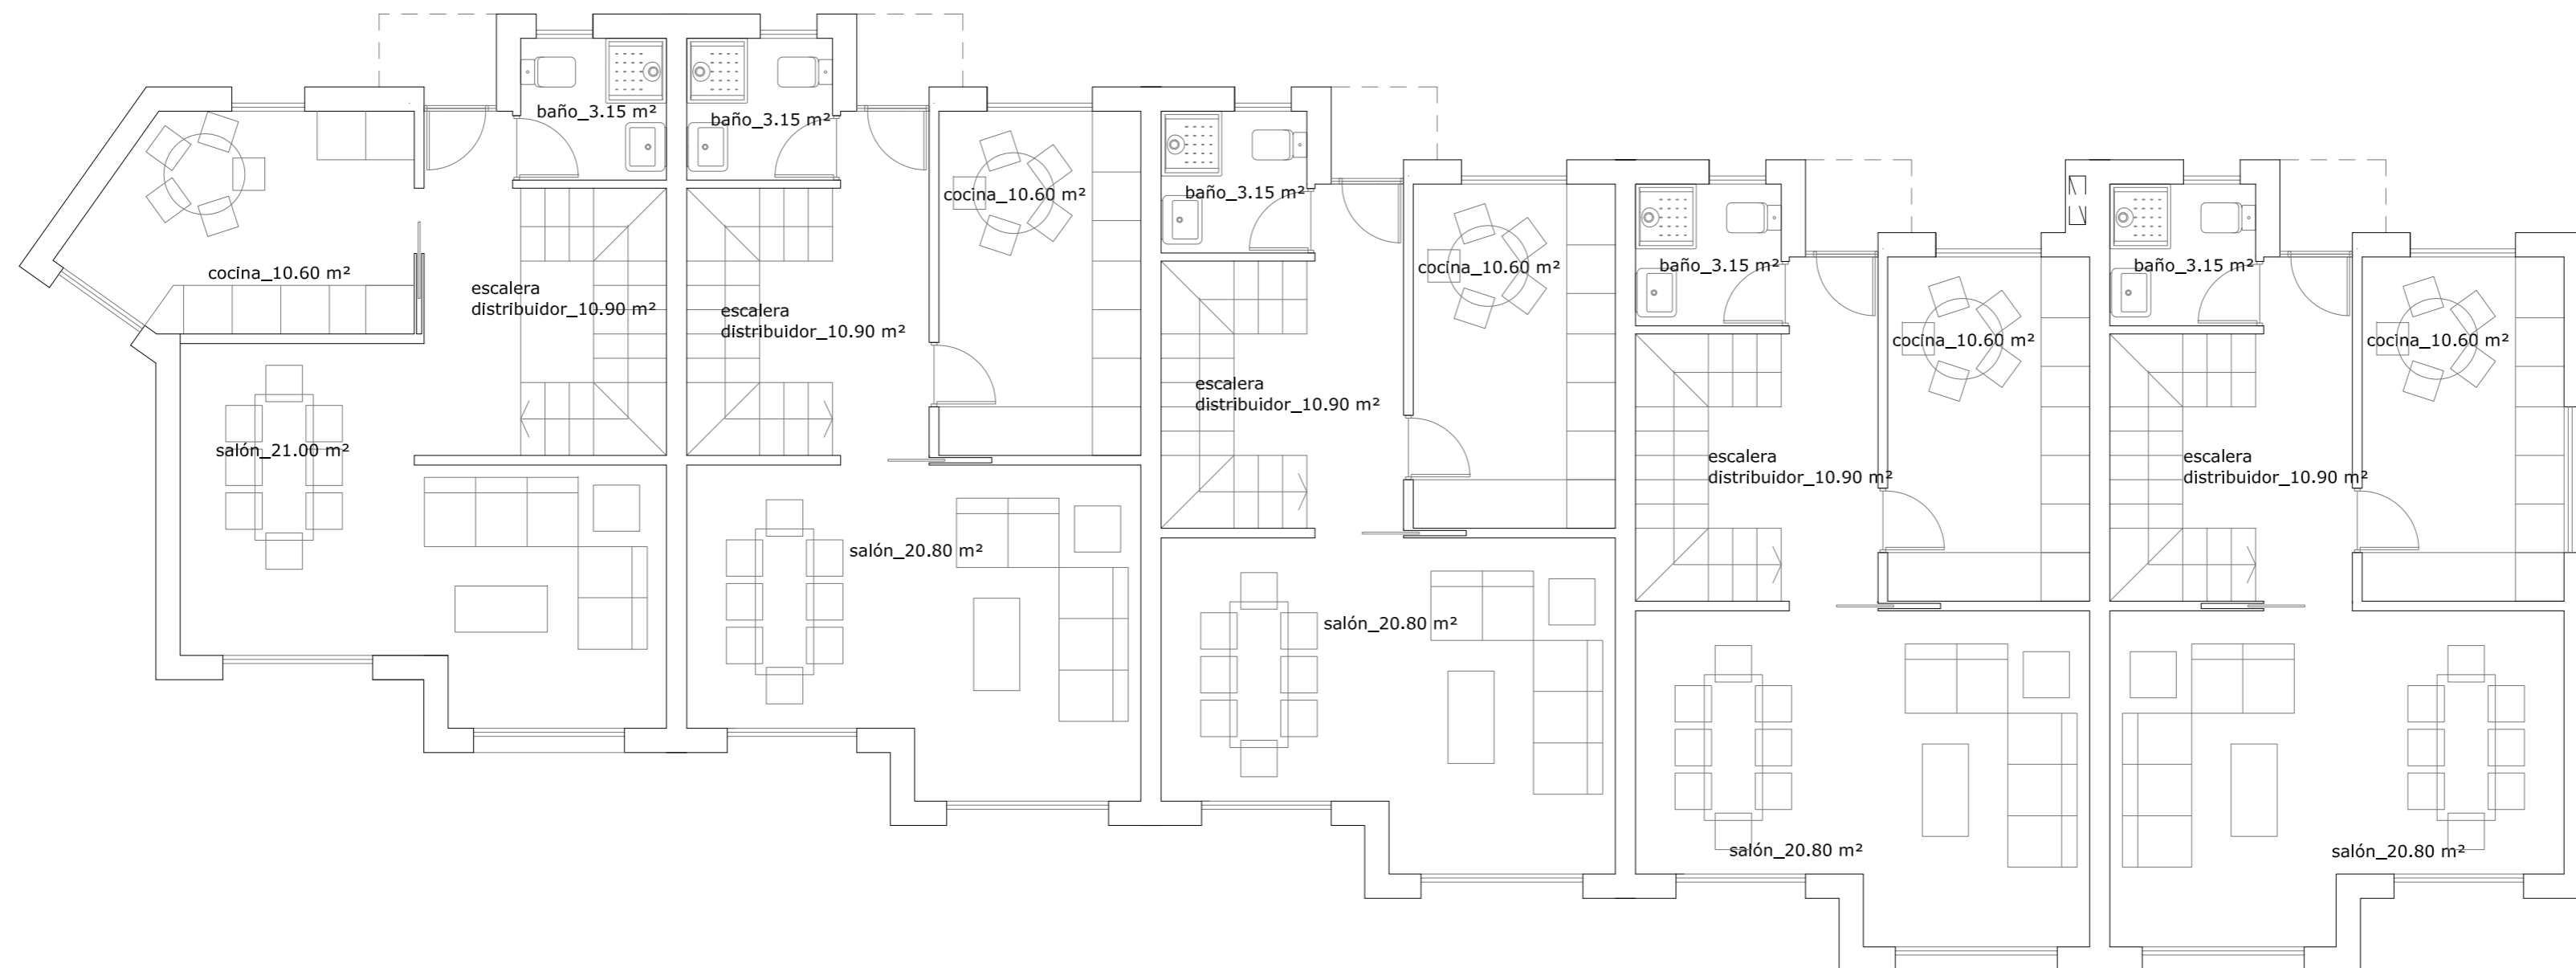 baño_3.15 m²
cocina_10.60 m²
escalera
distribuidor_10.90 m²
salón_21.00 m²
baño_3.15 m²
cocina_10.60 m²
escalera
distribuidor_10.90 m²
salón_20.80 m²
baño_3.15 m²
cocina_10.60 m²
escalera
distribuidor_10.90 m²
salón_20.80 m²
baño_3.15 m²
cocina_10.60 m²
escalera
distribuidor_10.90 m²
salón_20.80 m²
baño_3.15 m²
cocina_10.60 m²
escalera
distribuidor_10.90 m²
salón_20.80 m²